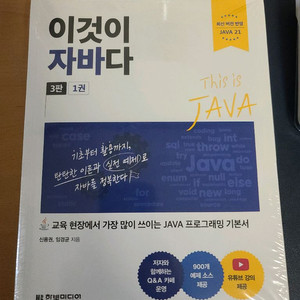 이것이
자바다
3판 1권
최신 버전 반영
JAVA 21
This is
JAVA
기초부터 활용까지,
탄탄한 이론과 실전 예제로
자바를 정복한다
교육 현장에서 가장 많이 쓰이는 JAVA 프로그래밍 기본서
신용권, 임경균 지음
저자와
함께하는
Q&A 카페
운영
900개
예제 소스
제공
유튜브 강의
제공
한빛미디어